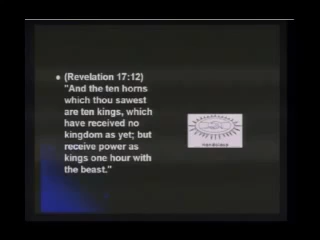 (Revelation 17:12)
"And the ten horns
which thou sawest
are ten kings, which
have received no
kingdom as yet; but
receive power as
kings one hour with
the beast."